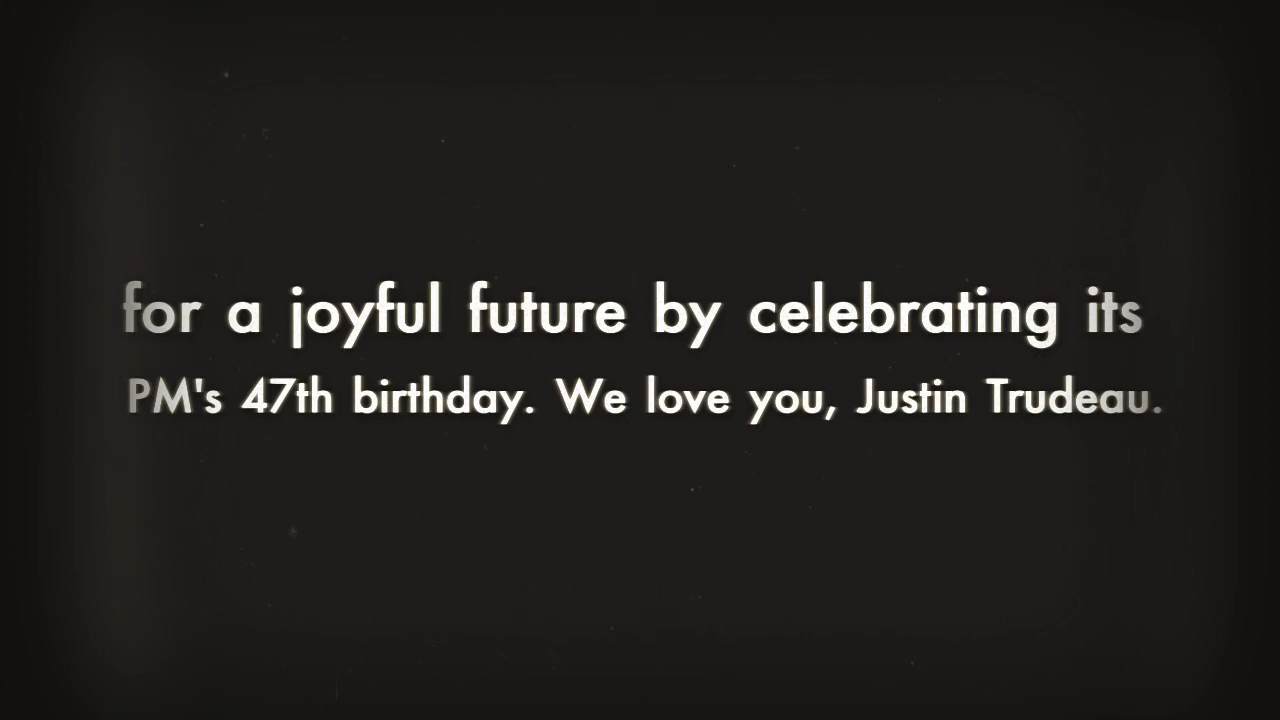 for a joyful future by celebrating its
PM's 47th birthday. We love you, Justin Trudeau.